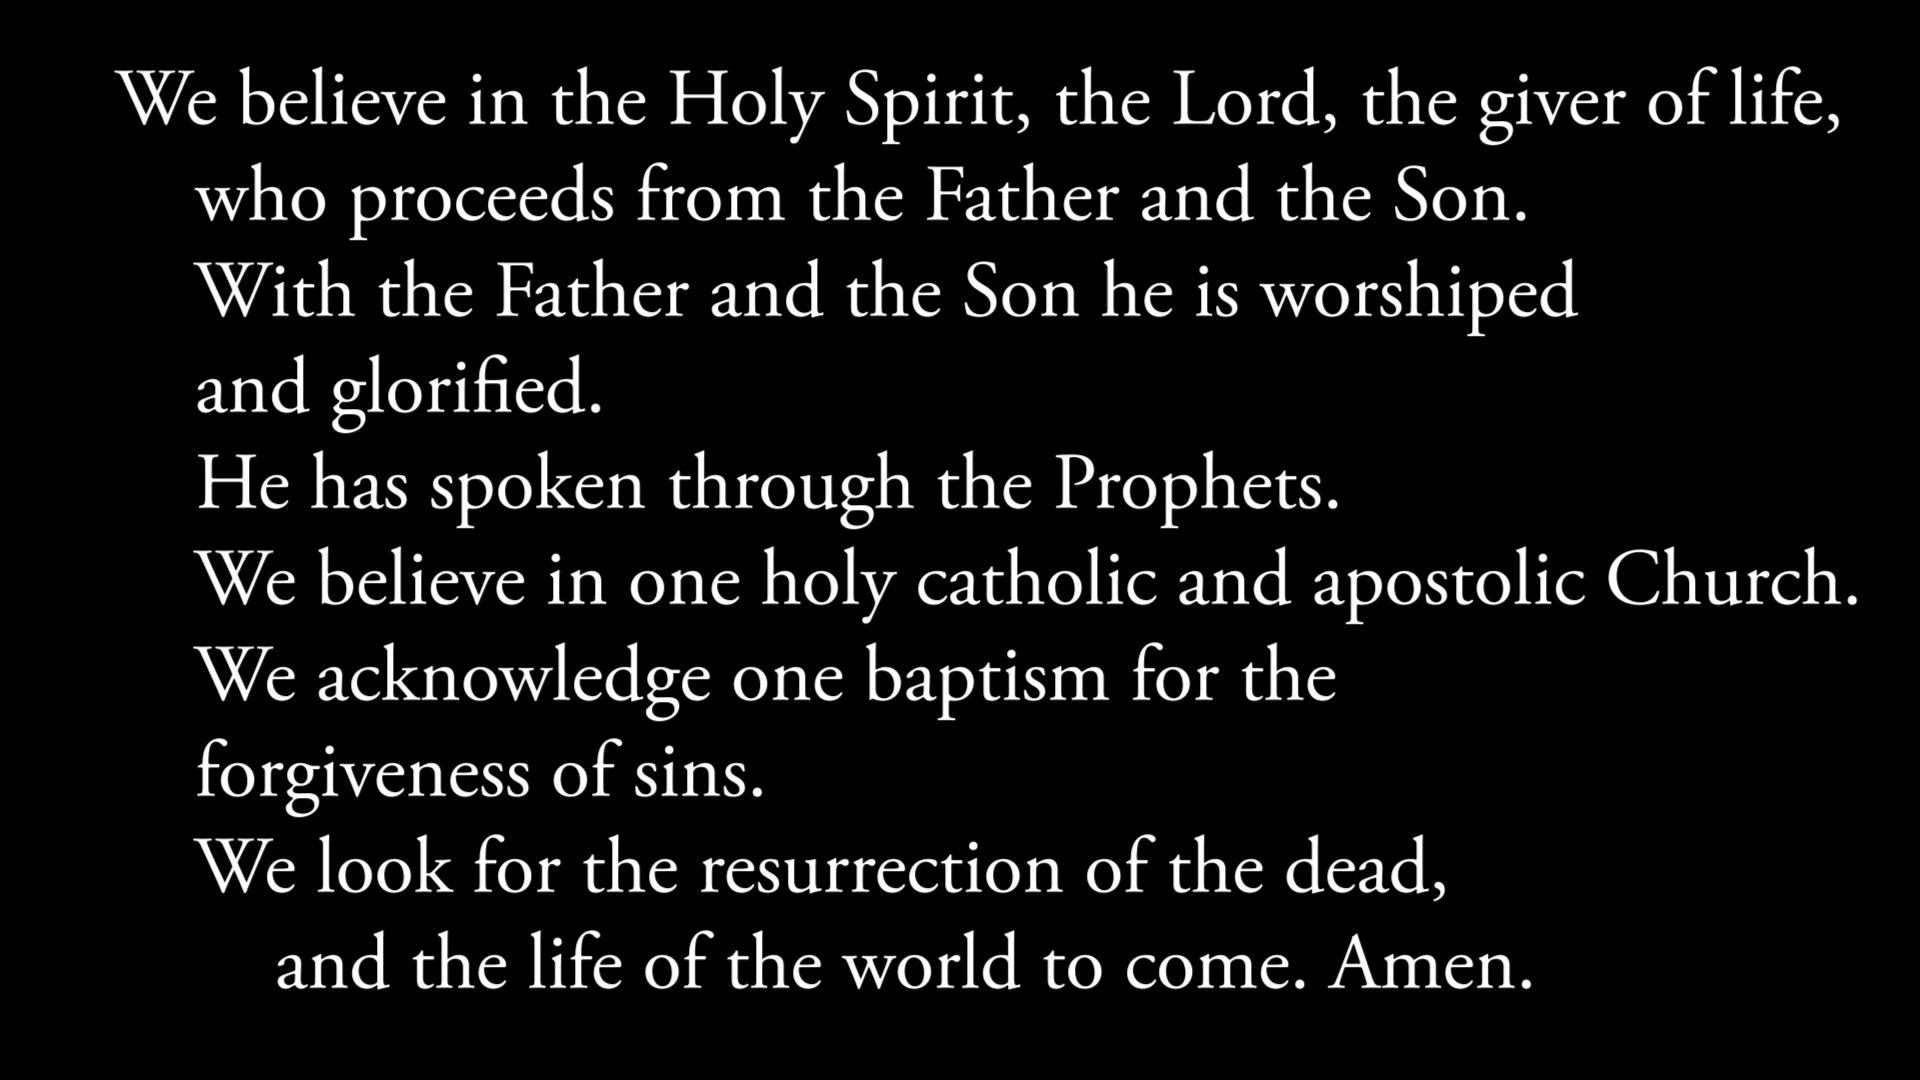 We believe in the Holy Spirit, the Lord, the giver of life,
who proceeds from the Father and the Son.
With the Father and the Son he is worshiped
and glorified.
He has spoken through the Prophets.
We believe in one holy catholic and apostolic Church.
We acknowledge one baptism for the
forgiveness of sins.
We look for the resurrection of the dead,
and the life of the world to come. Amen.